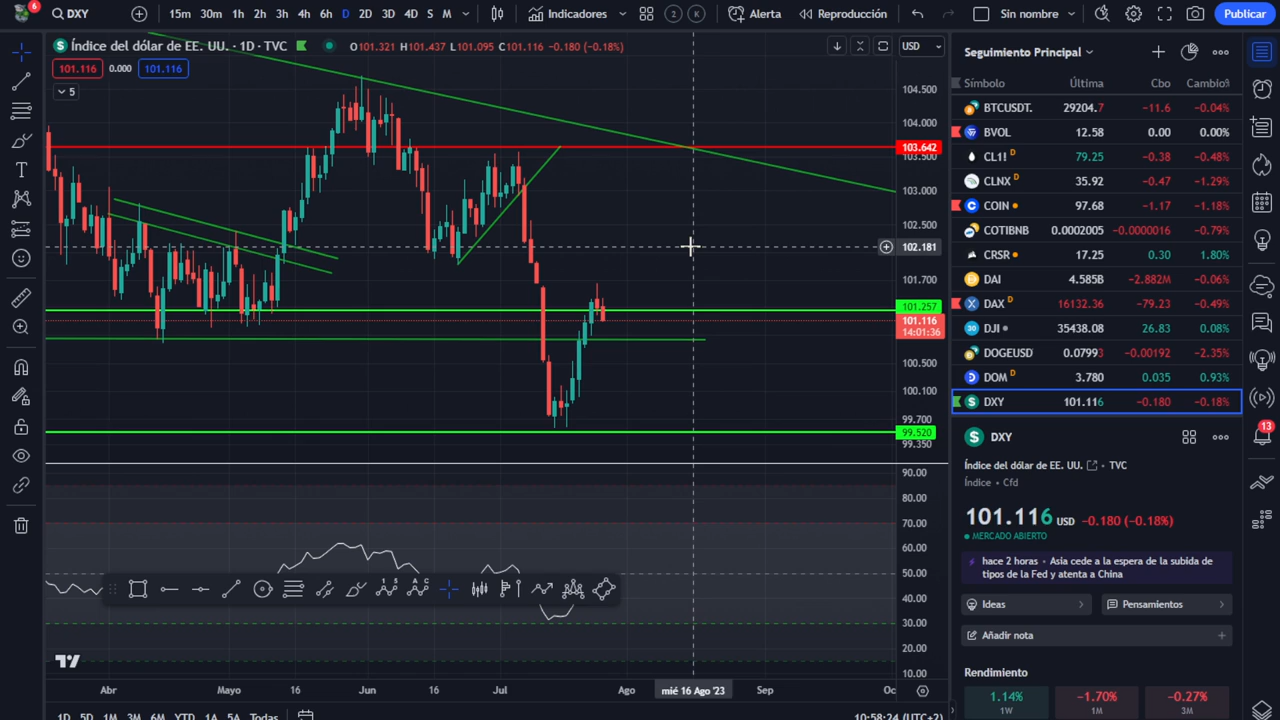 6
DXY
15m 30m 1h 2h 3h 4h 6h D 2D 3D 4D S M
Indicadores
2 K
Alerta
Reproducción
Sin nombre
Publicar
Índice del dólar de EE. UU. · 1D · TVC
O101.321 H101.437 L101.095 C101.116 −0.180 (−0.18%)
USD
101.116 0.000 101.116
5
104.500
104.000
103.642
103.500
103.000
102.500
102.181
101.700
101.257
101.116
14:01:36
100.500
100.100
99.700
99.520
99.350
90.00
80.00
70.00
60.00
50.00
40.00
30.00
20.00
10.00
Abr Mayo 16 Jun 16 Jul Ago mié 16 Ago '23 Sep Oc
1D 5D 1M 3M 6M YTD 1A 5A Todas
10:58:24 (UTC+2)
Seguimiento Principal
Símbolo Última Cbo Cambio%
BTCUSDT. 29204.7 −11.6 −0.04%
BVOL 12.58 0.00 0.00%
CL1! D 79.25 −0.38 −0.48%
CLNX D 35.92 −0.47 −1.29%
COIN 97.68 −1.17 −1.18%
COTIBNB 0.0002005 −0.0000016 −0.79%
CRSR 17.25 0.30 1.80%
DAI 4.585B −2.882M −0.06%
DAX D 16132.36 −79.23 −0.49%
DJI 35438.08 26.83 0.08%
DOGEUSD 0.07993 −0.00192 −2.35%
DOM D 3.780 0.035 0.93%
DXY 101.116 −0.180 −0.18%
13
DXY
Índice del dólar de EE. UU. • TVC
Índice • Cfd
101.116 USD −0.180 (−0.18%)
MERCADO ABIERTO
hace 2 horas • Asia cede a la espera de la subida de
tipos de la Fed y atenta a China
Ideas
Pensamientos
Añadir nota
Rendimiento
1.14% −1.70% −0.27%
1W 1M 3M